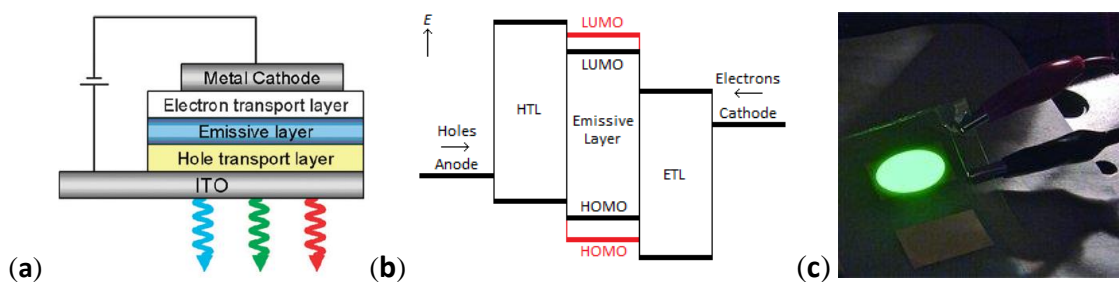 (a)
Metal Cathode
Electron transport layer
Emissive layer
Hole transport layer
ITO
(b)
E
LUMO
LUMO
HTL
Emissive
Layer
Holes
Anode
Electrons
Cathode
ETL
HOMO
HOMO
(c)